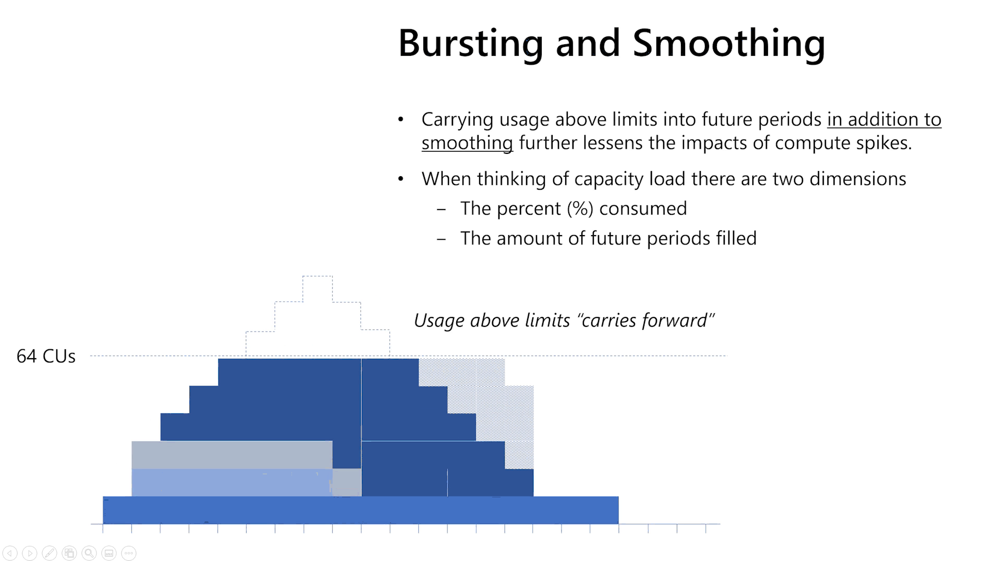 Bursting and Smoothing
• Carrying usage above limits into future periods in addition to
smoothing further lessens the impacts of compute spikes.
• When thinking of capacity load there are two dimensions
– The percent (%) consumed
– The amount of future periods filled
Usage above limits “carries forward”
64 CUs